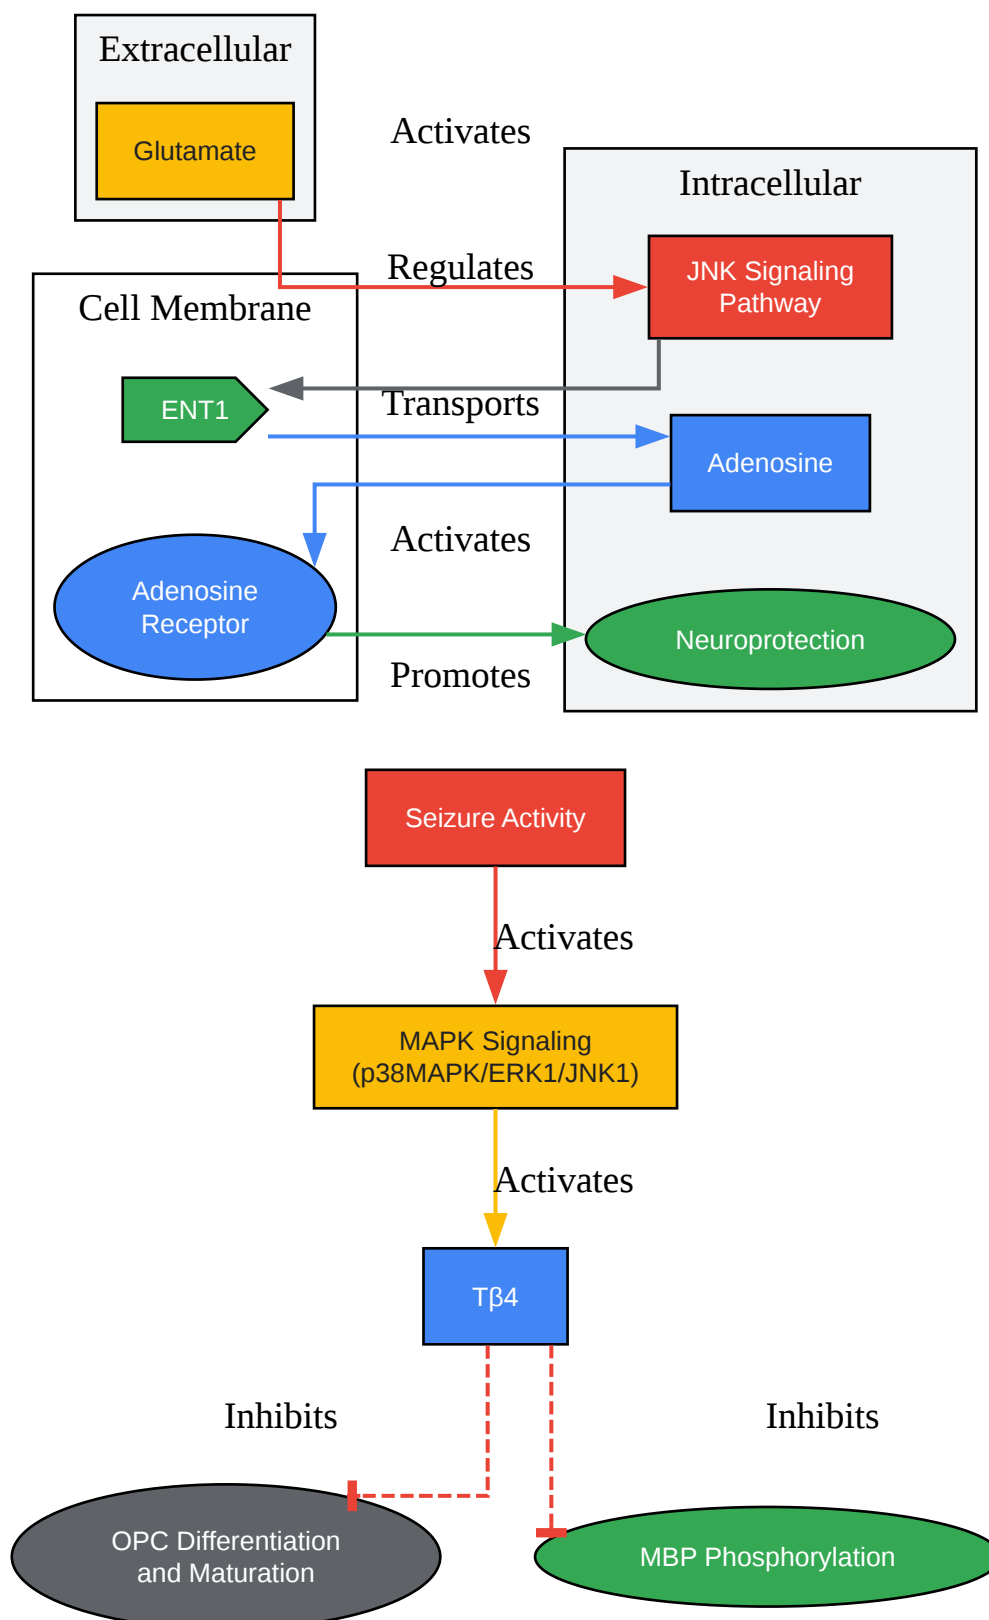 Extracellular
Glutamate
Activates
Intracellular
Regulates
JNK Signaling
Pathway
Cell Membrane
ENT1
Transports
Adenosine
Activates
Adenosine
Receptor
Neuroprotection
Promotes
Seizure Activity
Activates
MAPK Signaling
(p38MAPK/ERK1/JNK1)
Activates
Tβ4
Inhibits
Inhibits
OPC Differentiation
and Maturation
MBP Phosphorylation